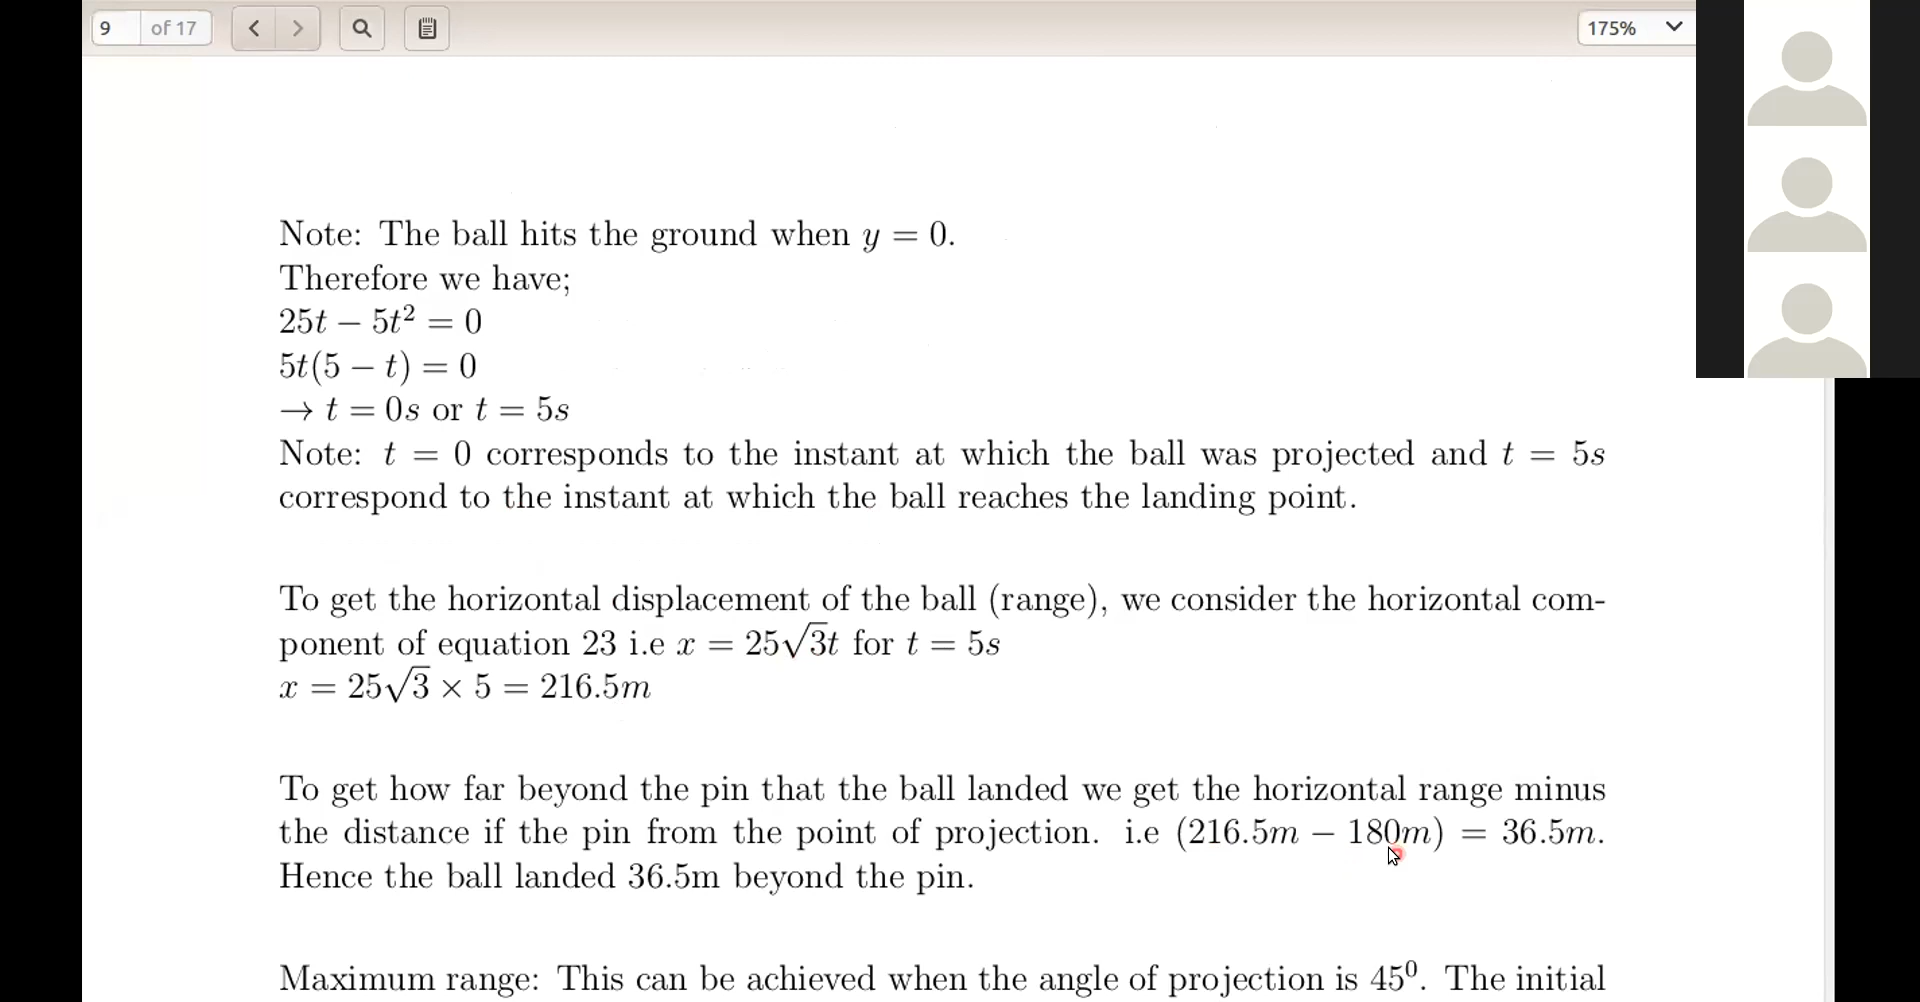 9 of 17 175%
Note: The ball hits the ground when y = 0.
Therefore we have;
25t − 5t² = 0
5t(5 − t) = 0
→ t = 0s or t = 5s
Note: t = 0 corresponds to the instant at which the ball was projected and t = 5s
correspond to the instant at which the ball reaches the landing point.
To get the horizontal displacement of the ball (range), we consider the horizontal com-
ponent of equation 23 i.e x = 25√3t for t = 5s
x = 25√3 × 5 = 216.5m
To get how far beyond the pin that the ball landed we get the horizontal range minus
the distance if the pin from the point of projection. i.e (216.5m − 180m) = 36.5m.
Hence the ball landed 36.5m beyond the pin.
Maximum range: This can be achieved when the angle of projection is 45⁰. The initial